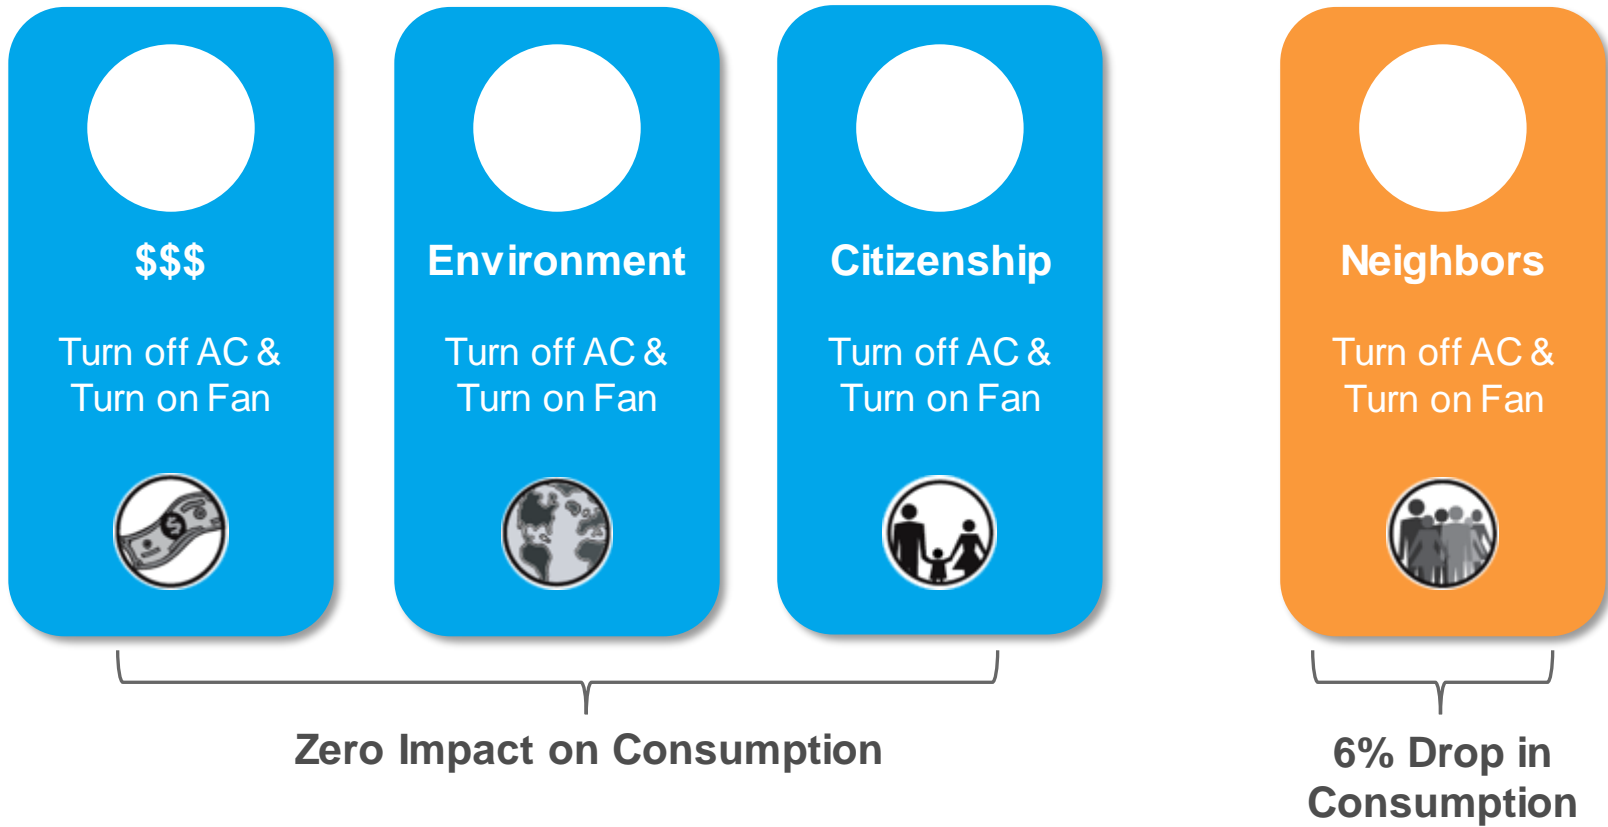 $$$
Turn off AC &
Turn on Fan
Environment
Turn off AC &
Turn on Fan
Citizenship
Turn off AC &
Turn on Fan
Neighbors
Turn off AC &
Turn on Fan
Zero Impact on Consumption
6% Drop in
Consumption